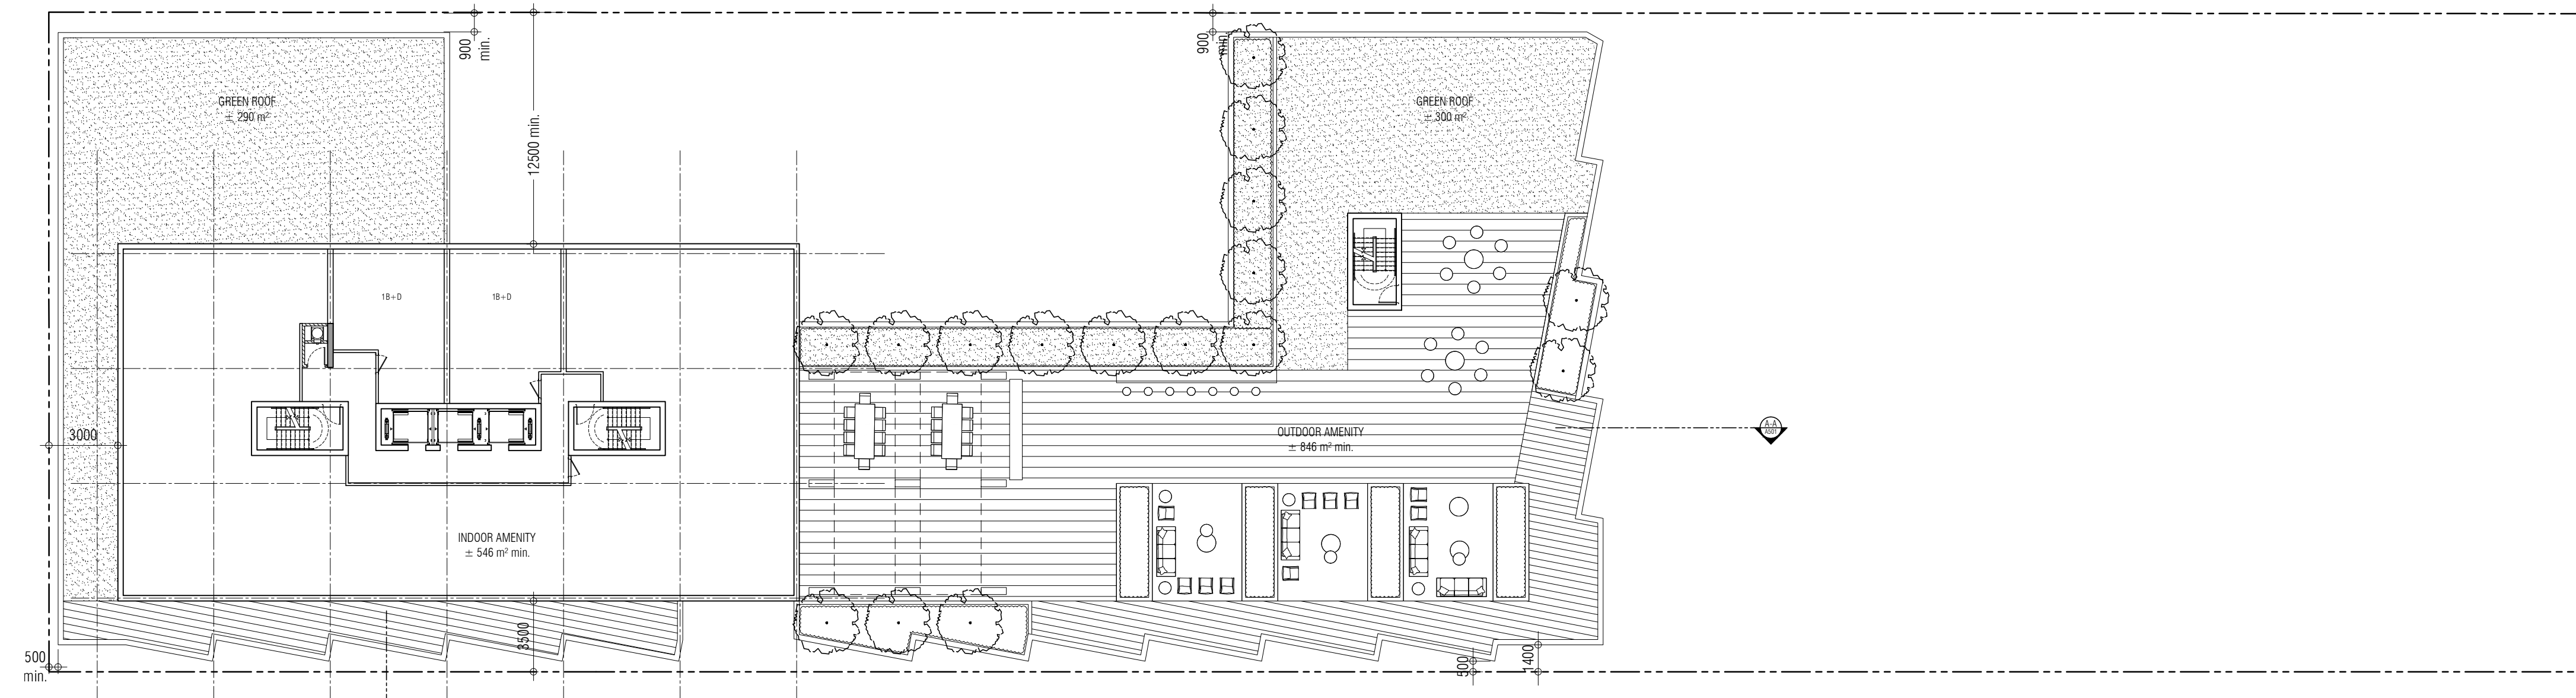 900
min.
12500 min.
900
min.
GREEN ROOF
± 290 m²
GREEN ROOF
± 300 m²
1B+D
1B+D
3000
OUTDOOR AMENITY
± 846 m² min.
A-A
A501
INDOOR AMENITY
± 546 m² min.
3500
500
min.
500
1400